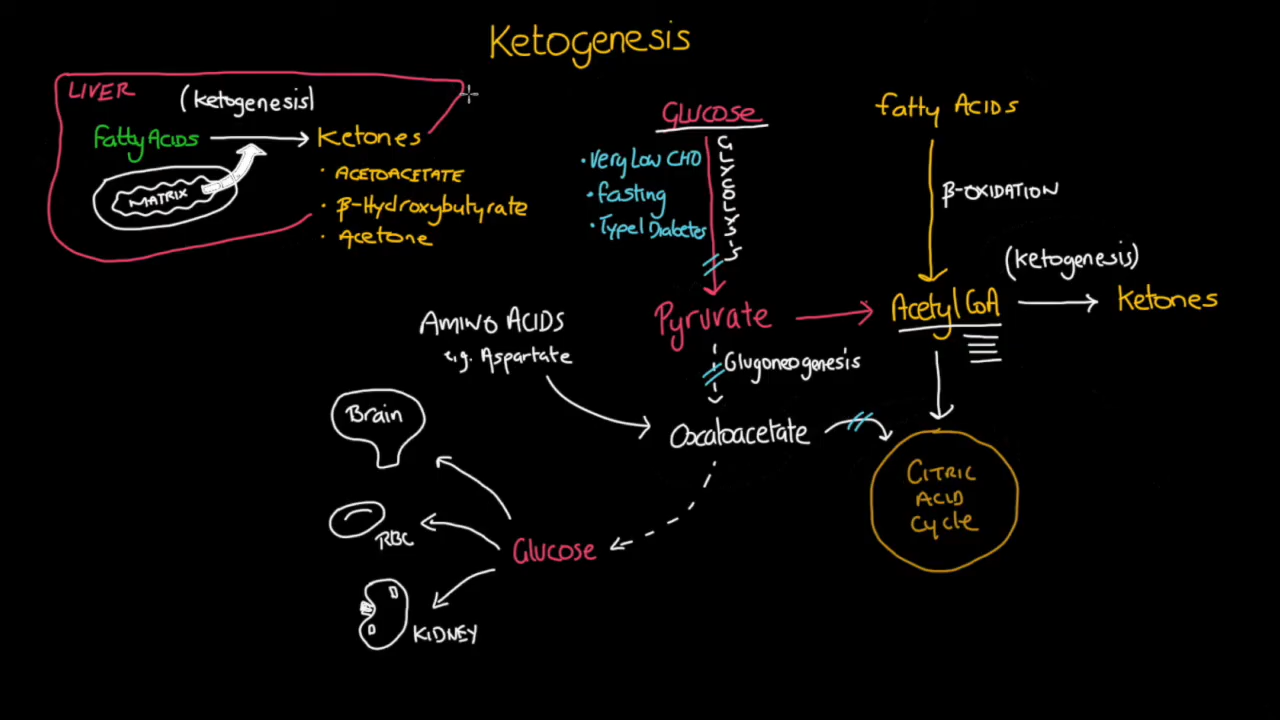 Ketogenesis
LIVER
(ketogenesis)
Fatty ACIDS
Ketones
MATRIX
• ACETOACETATE
• β-Hydroxybutyrate
• Acetone
GLUCOSE
GLYCOLYSIS
• Very Low CHO
• Fasting
• Type 1 Diabetes
Fatty ACIDS
β-OXIDATION
(ketogenesis)
Pyruvate
Acetyl CoA
Ketones
AMINO ACIDS
e.g. Aspartate
Glugoneogenesis
Oxaloacetate
CITRIC
ACID
Cycle
Brain
RBC
Glucose
KIDNEY